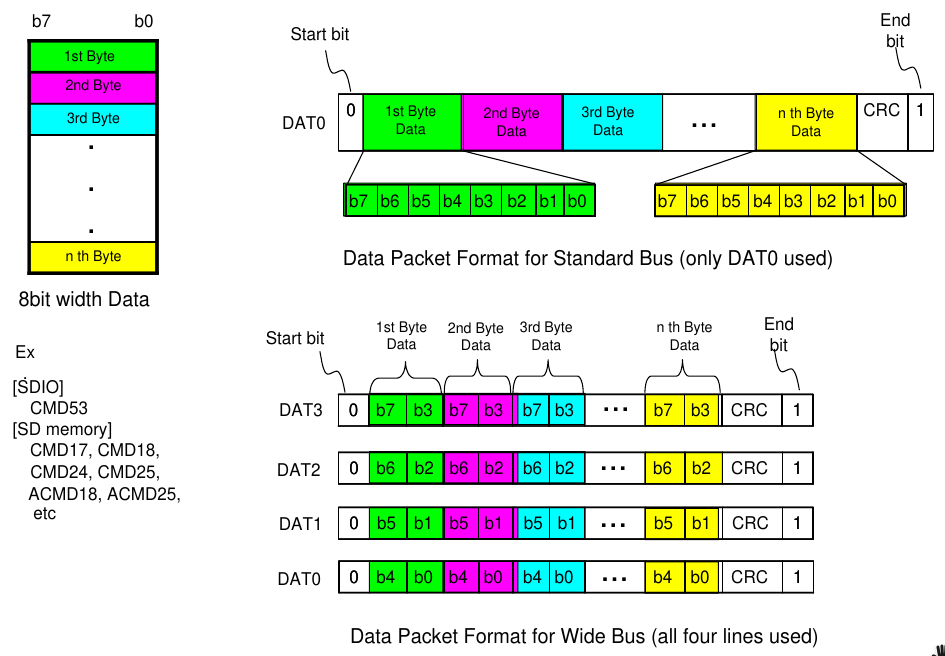 b7 b0
1st Byte
2nd Byte
3rd Byte
.
.
.
n th Byte
8bit width Data
Ex
[SDIO]
CMD53
[SD memory]
CMD17, CMD18,
CMD24, CMD25,
ACMD18, ACMD25,
etc
Start bit
End
bit
DAT0 0 1st Byte Data 2nd Byte Data 3rd Byte Data ... n th Byte Data CRC 1
b7 b6 b5 b4 b3 b2 b1 b0
b7 b6 b5 b4 b3 b2 b1 b0
Data Packet Format for Standard Bus (only DAT0 used)
Start bit
1st Byte
Data
2nd Byte
Data
3rd Byte
Data
n th Byte
Data
End
bit
DAT3 0 b7 b3 b7 b3 b7 b3 ... b7 b3 CRC 1
DAT2 0 b6 b2 b6 b2 b6 b2 ... b6 b2 CRC 1
DAT1 0 b5 b1 b5 b1 b5 b1 ... b5 b1 CRC 1
DAT0 0 b4 b0 b4 b0 b4 b0 ... b4 b0 CRC 1
Data Packet Format for Wide Bus (all four lines used)